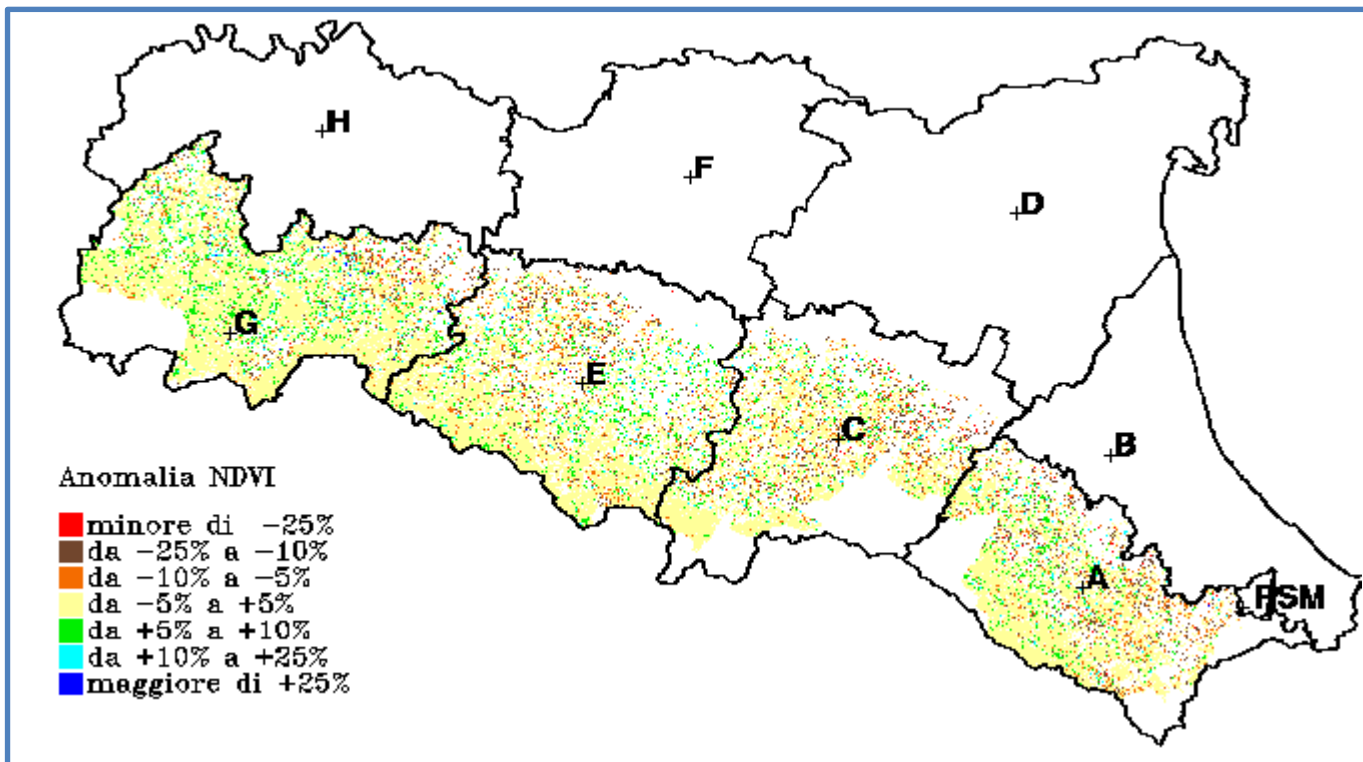 H
F
D
G
E
C
B
A
RSM
Anomalia NDVI
minore di -25%
da -25% a -10%
da -10% a -5%
da -5% a +5%
da +5% a +10%
da +10% a +25%
maggiore di +25%